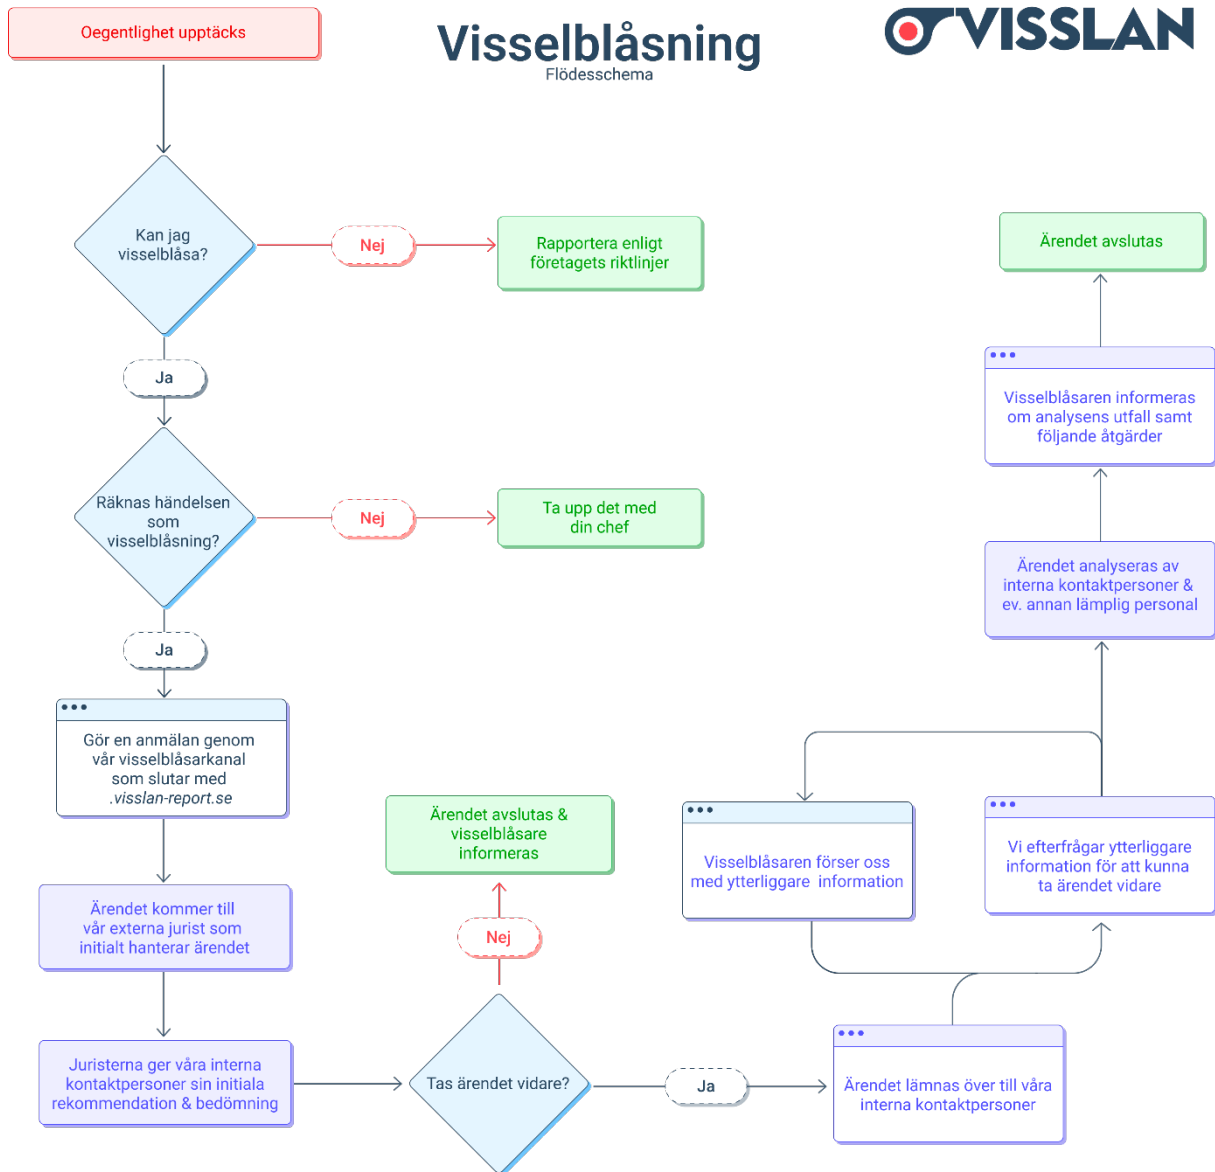 Oegentlighet upptäcks
Visselblåsning
Flödesschema
VISSLAN
Kan jag
visselblåsa?
Nej
Rapportera enligt
företagets riktlinjer
Ja
Räknas händelsen
som
visselblåsning?
Nej
Ta upp det med
din chef
Ja
Gör en anmälan genom
vår visselblåsarkanal
som slutar med
.visslan-report.se
Ärendet kommer till
vår externa jurist som
initialt hanterar ärendet
Juristerna ger våra interna
kontaktpersoner sin initiala
rekommendation & bedömning
Tas ärendet vidare?
Nej
Ärendet avslutas &
visselblåsare
informeras
Ja
Ärendet lämnas över till våra
interna kontaktpersoner
Vi efterfrågar ytterliggare
information för att kunna
ta ärendet vidare
Visselblåsaren förser oss
med ytterliggare information
Ärendet analyseras av
interna kontaktpersoner &
ev. annan lämplig personal
Visselblåsaren informeras
om analysens utfall samt
följande åtgärder
Ärendet avslutas